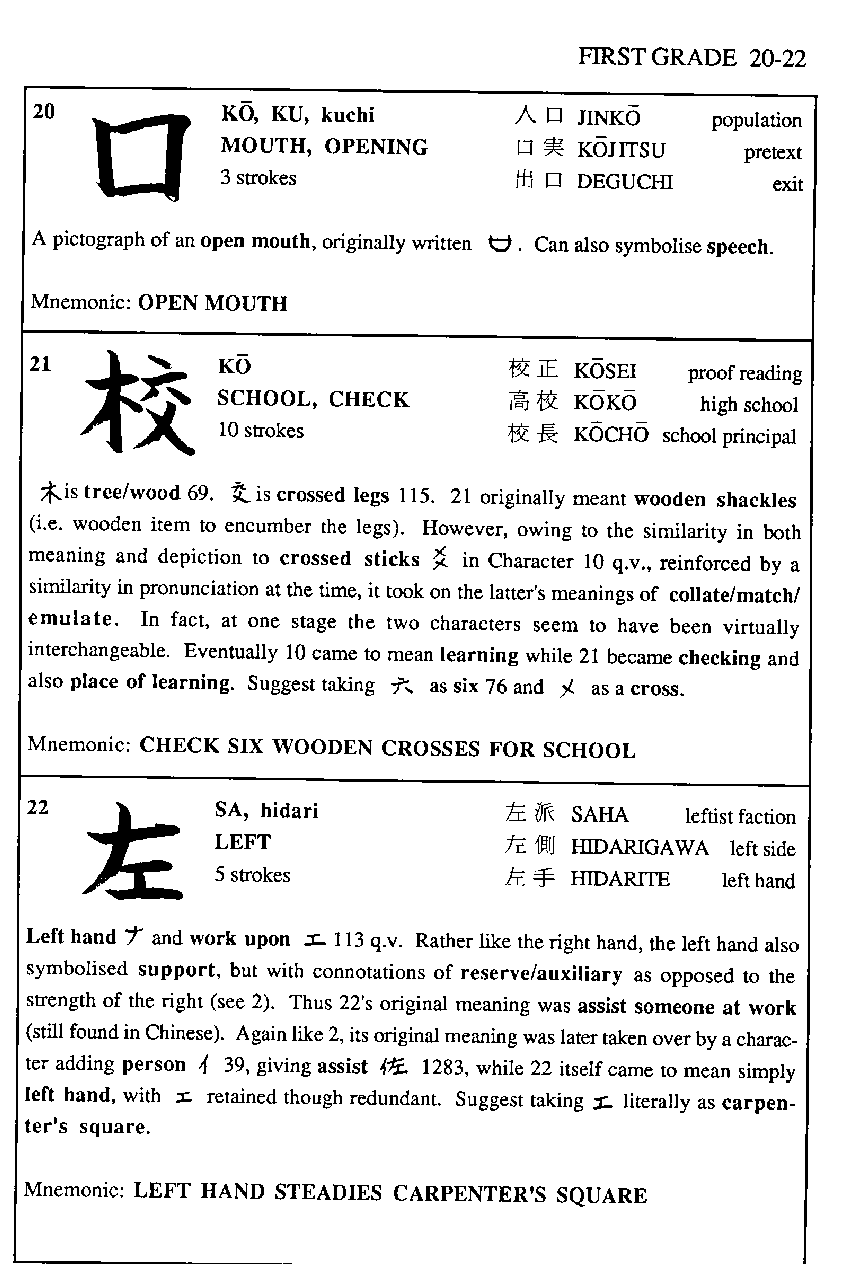 FIRST GRADE 20-22
20 口 KŌ, KU, kuchi 人口 JINKŌ population
MOUTH, OPENING 口実 KŌJITSU pretext
3 strokes 出口 DEGUCHI exit
A pictograph of an open mouth, originally written . Can also symbolise speech.
Mnemonic: OPEN MOUTH
21 校 KŌ 校正 KŌSEI proof reading
SCHOOL, CHECK 高校 KŌKŌ high school
10 strokes 校長 KŌCHŌ school principal
木 is tree/wood 69. 交 is crossed legs 115. 21 originally meant wooden shackles
(i.e. wooden item to encumber the legs). However, owing to the similarity in both
meaning and depiction to crossed sticks 爻 in Character 10 q.v., reinforced by a
similarity in pronunciation at the time, it took on the latter's meanings of collate/match/
emulate. In fact, at one stage the two characters seem to have been virtually
interchangeable. Eventually 10 came to mean learning while 21 became checking and
also place of learning. Suggest taking 六 as six 76 and 㐅 as a cross.
Mnemonic: CHECK SIX WOODEN CROSSES FOR SCHOOL
22 左 SA, hidari 左派 SAHA leftist faction
LEFT 左側 HIDARIGAWA left side
5 strokes 左手 HIDARITE left hand
Left hand ナ and work upon 工 113 q.v. Rather like the right hand, the left hand also
symbolised support, but with connotations of reserve/auxiliary as opposed to the
strength of the right (see 2). Thus 22's original meaning was assist someone at work
(still found in Chinese). Again like 2, its original meaning was later taken over by a charac-
ter adding person 亻 39, giving assist 佐 1283, while 22 itself came to mean simply
left hand, with 工 retained though redundant. Suggest taking 工 literally as carpen-
ter's square.
Mnemonic: LEFT HAND STEADIES CARPENTER'S SQUARE